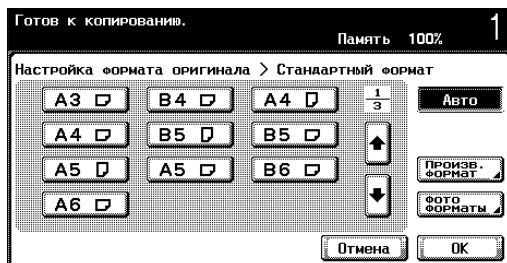 Готов к копированию.
Память 100%
1
Настройка формата оригинала > Стандартный формат
A3 B4 A4 1/3 Авто
A4 B5 B5
A5 A5 B6 Произв. формат
A6 Фото форматы
Отмена OK